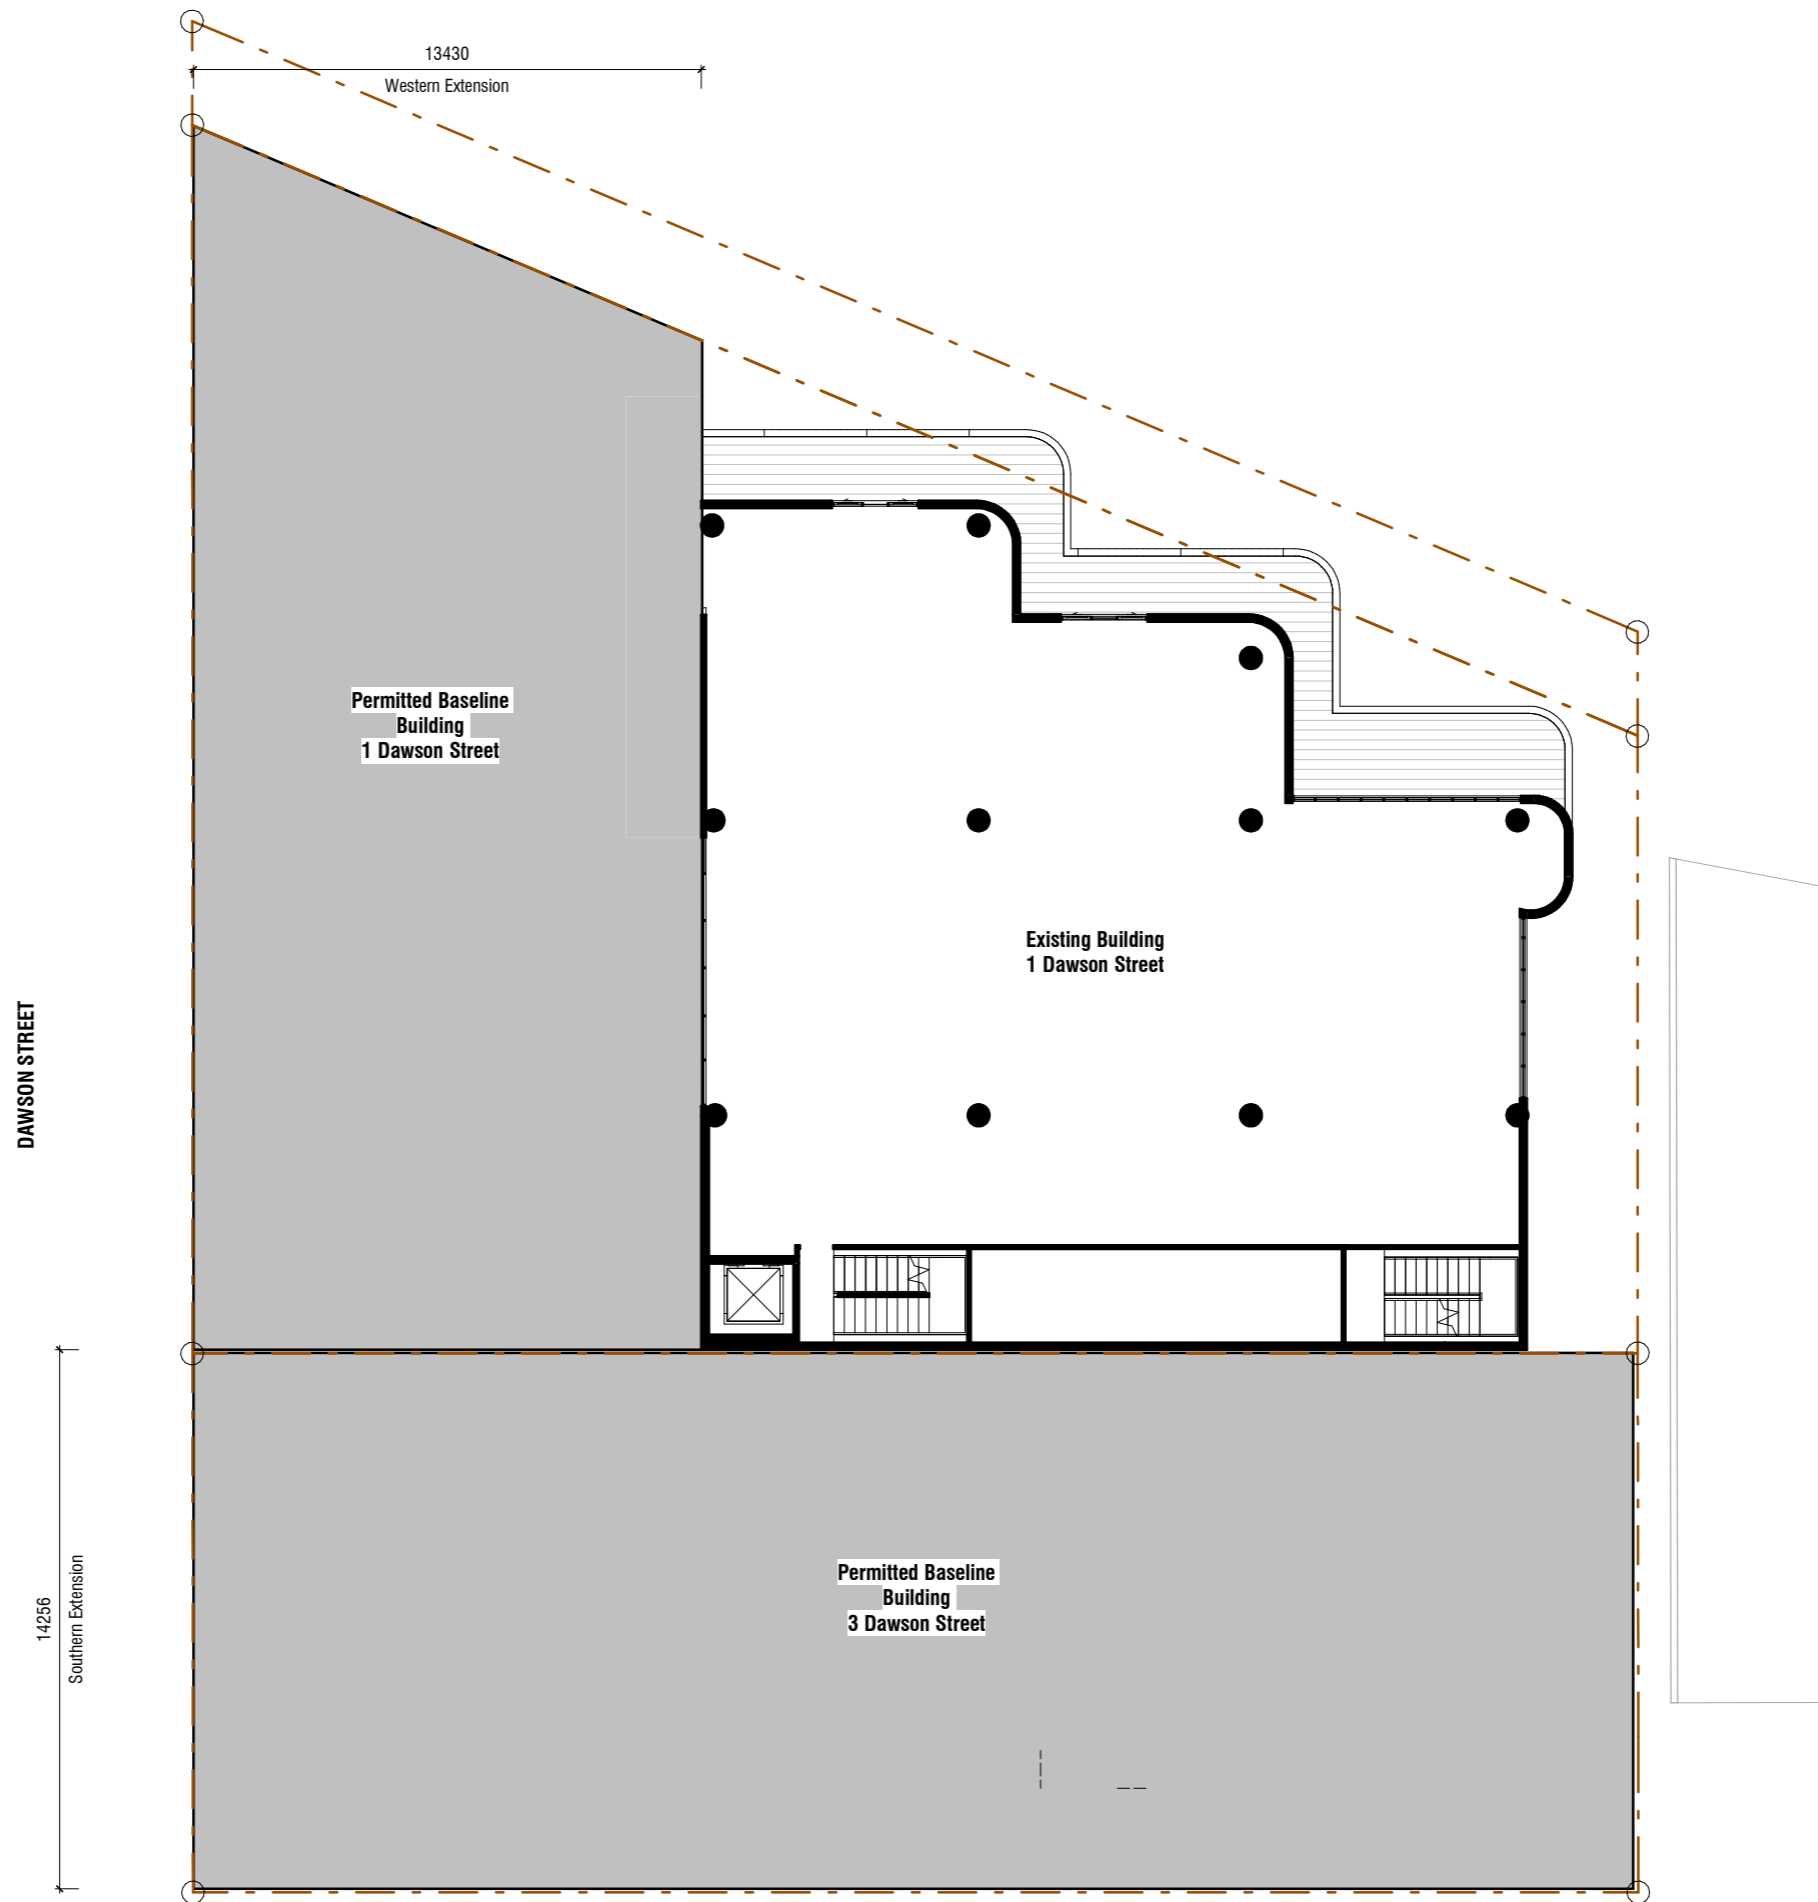 13430
Western Extension
Permitted Baseline
Building
1 Dawson Street
Existing Building
1 Dawson Street
DAWSON STREET
14256
Southern Extension
Permitted Baseline
Building
3 Dawson Street